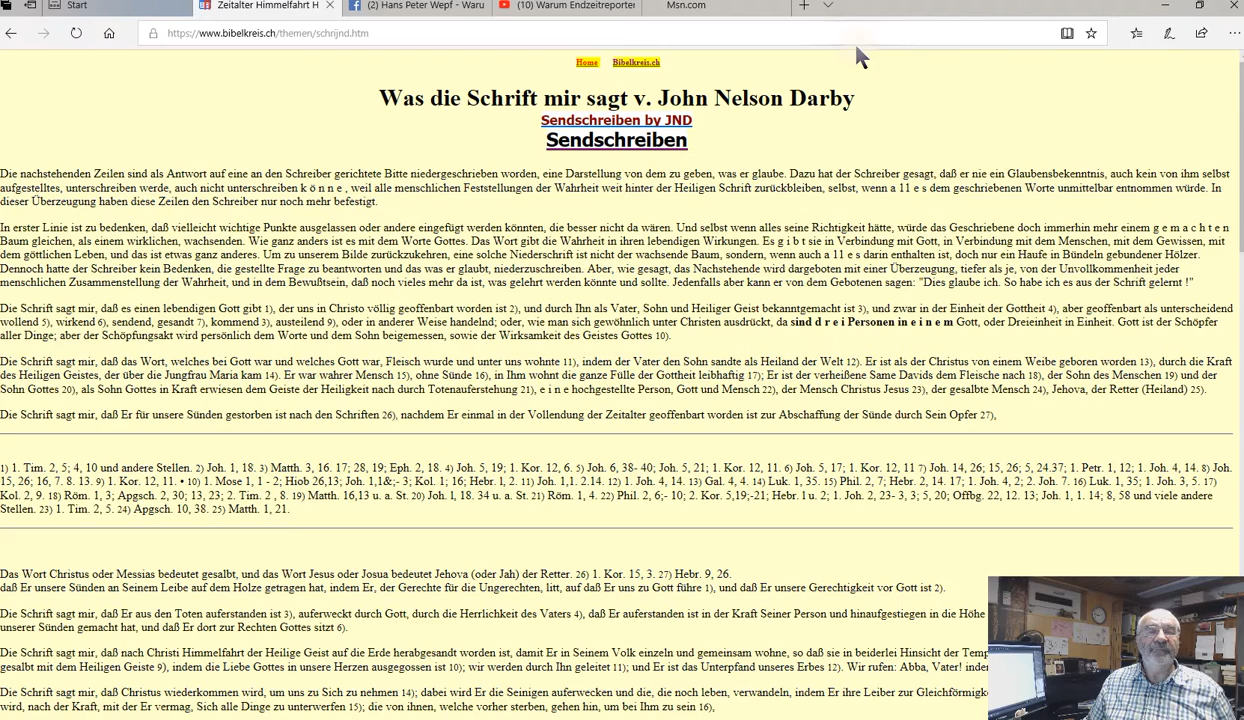 Start
Zeitalter Himmelfahrt H
(2) Hans Peter Wepf - Waru
(10) Warum Endzeitreporter
Msn.com
https://www.bibelkreis.ch/themen/schrijnd.htm
Home Bibelkreis.ch
Was die Schrift mir sagt v. John Nelson Darby
Sendschreiben by JND
Sendschreiben
Die nachstehenden Zeilen sind als Antwort auf eine an den Schreiber gerichtete Bitte niedergeschrieben worden, eine Darstellung von dem zu geben, was er glaube. Dazu hat der Schreiber gesagt, daß er nie ein Glaubensbekenntnis, auch kein von ihm selbst
aufgestelltes, unterschreiben werde, auch nicht unterschreiben k ö n n e , weil alle menschlichen Feststellungen der Wahrheit weit hinter der Heiligen Schrift zurückbleiben, selbst, wenn a 11 e s dem geschriebenen Worte unmittelbar entnommen würde. In
dieser Überzeugung haben diese Zeilen den Schreiber nur noch mehr befestigt.
In erster Linie ist zu bedenken, daß vielleicht wichtige Punkte ausgelassen oder andere eingefügt werden könnten, die besser nicht da wären. Und selbst wenn alles seine Richtigkeit hätte, würde das Geschriebene doch immerhin mehr einem g e m a c h t e n
Baum gleichen, als einem wirklichen, wachsenden. Wie ganz anders ist es mit dem Worte Gottes. Das Wort gibt die Wahrheit in ihren lebendigen Wirkungen. Es g i b t sie in Verbindung mit Gott, in Verbindung mit dem Menschen, mit dem Gewissen, mit
dem göttlichen Leben, und das ist etwas ganz anderes. Um zu unserem Bilde zurückzukehren, eine solche Niederschrift ist nicht der wachsende Baum, sondern, wenn auch a 11 e s darin enthalten ist, doch nur ein Haufe in Bündeln gebundener Hölzer.
Dennoch hatte der Schreiber kein Bedenken, die gestellte Frage zu beantworten und das was er glaubt, niederzuschreiben. Aber, wie gesagt, das Nachstehende wird dargeboten mit einer Überzeugung, tiefer als je, von der Unvollkommenheit jeder
menschlichen Zusammenstellung der Wahrheit, und in dem Bewußtsein, daß noch vieles mehr da ist, was gelehrt werden könnte und sollte. Jedenfalls aber kann er von dem Gebotenen sagen: "Dies glaube ich. So habe ich es aus der Schrift gelernt !"
Die Schrift sagt mir, daß es einen lebendigen Gott gibt 1), der uns in Christo völlig geoffenbart worden ist 2), und durch Ihn als Vater, Sohn und Heiliger Geist bekanntgemacht ist 3), und zwar in der Einheit der Gottheit 4), aber geoffenbart als unterscheidend
wollend 5), wirkend 6), sendend, gesandt 7), kommend 3), austeilend 9), oder in anderer Weise handelnd; oder, wie man sich gewöhnlich unter Christen ausdrückt, da sind d r e i Personen in e i n e m Gott, oder Dreieinheit in Einheit. Gott ist der Schöpfer
aller Dinge; aber der Schöpfungsakt wird persönlich dem Worte und dem Sohn beigemessen, sowie der Wirksamkeit des Geistes Gottes 10).
Die Schrift sagt mir, daß das Wort, welches bei Gott war und welches Gott war, Fleisch wurde und unter uns wohnte 11), indem der Vater den Sohn sandte als Heiland der Welt 12). Er ist als der Christus von einem Weibe geboren worden 13), durch die Kraft
des Heiligen Geistes, der über die Jungfrau Maria kam 14). Er war wahrer Mensch 15), ohne Sünde 16), in Ihm wohnt die ganze Fülle der Gottheit leibhaftig 17); Er ist der verheißene Same Davids dem Fleische nach 18), der Sohn des Menschen 19) und der
Sohn Gottes 20), als Sohn Gottes in Kraft erwiesen dem Geiste der Heiligkeit nach durch Totenauferstehung 21), e i n e hochgestellte Person, Gott und Mensch 22), der Mensch Christus Jesus 23), der gesalbte Mensch 24), Jehova, der Retter (Heiland) 25).
Die Schrift sagt mir, daß Er für unsere Sünden gestorben ist nach den Schriften 26), nachdem Er einmal in der Vollendung der Zeitalter geoffenbart worden ist zur Abschaffung der Sünde durch Sein Opfer 27),
1) 1. Tim. 2, 5; 4, 10 und andere Stellen. 2) Joh. 1, 18. 3) Matth. 3, 16. 17; 28, 19; Eph. 2, 18. 4) Joh. 5, 19; 1. Kor. 12, 6. 5) Joh. 6, 38- 40; Joh. 5, 21; 1. Kor. 12, 11. 6) Joh. 5, 17; 1. Kor. 12, 11 7) Joh. 14, 26; 15, 26; 5, 24.37; 1. Petr. 1, 12; 1. Joh. 4, 14. 8) Joh.
15, 26; 16, 7. 8. 13. 9) 1. Kor. 12, 11. • 10) 1. Mose 1, 1 - 2; Hiob 26,13; Joh. 1,1&;- 3; Kol. 1; 16; Hebr. l, 2. 11) Joh. 1,1. 2.14. 12) 1. Joh. 4, 14. 13) Gal. 4, 4. 14) Luk. 1, 35. 15) Phil. 2, 7; Hebr. 2, 14. 17; 1. Joh. 4, 2; 2. Joh. 7. 16) Luk. 1, 35; 1. Joh. 3, 5. 17)
Kol. 2, 9. 18) Röm. 1, 3; Apgsch. 2, 30; 13, 23; 2. Tim. 2 , 8. 19) Matth. 16,13 u. a. St. 20) Joh. l, 18. 34 u. a. St. 21) Röm. 1, 4. 22) Phil. 2, 6;- 10; 2. Kor. 5,19;-21; Hebr. l u. 2; 1. Joh. 2, 23- 3, 3; 5, 20; Offbg. 22, 12. 13; Joh. 1, 1. 14; 8, 58 und viele andere
Stellen. 23) 1. Tim. 2, 5. 24) Apgsch. 10, 38. 25) Matth. 1, 21.
Das Wort Christus oder Messias bedeutet gesalbt, und das Wort Jesus oder Josua bedeutet Jehova (oder Jah) der Retter. 26) 1. Kor. 15, 3. 27) Hebr. 9, 26.
daß Er unsere Sünden an Seinem Leibe auf dem Holze getragen hat, indem Er, der Gerechte für die Ungerechten, litt, auf daß Er uns zu Gott führe 1), und daß Er unsere Gerechtigkeit vor Gott ist 2).
Die Schrift sagt mir, daß Er aus den Toten auferstanden ist 3), auferweckt durch Gott, durch die Herrlichkeit des Vaters 4), daß Er auferstanden ist in der Kraft Seiner Person und hinaufgestiegen in die Höhe
unserer Sünden gemacht hat, und daß Er dort zur Rechten Gottes sitzt 6).
Die Schrift sagt mir, daß nach Christi Himmelfahrt der Heilige Geist auf die Erde herabgesandt worden ist, damit Er in Seinem Volk einzeln und gemeinsam wohne, so daß sie in beiderlei Hinsicht der Temp
gesalbt mit dem Heiligen Geiste 9), indem die Liebe Gottes in unsere Herzen ausgegossen ist 10); wir werden durch Ihn geleitet 11); und Er ist das Unterpfand unseres Erbes 12). Wir rufen: Abba, Vater! inder
Die Schrift sagt mir, daß Christus wiederkommen wird, um uns zu Sich zu nehmen 14); dabei wird Er die Seinigen auferwecken und die, die noch leben, verwandeln, indem Er ihre Leiber zur Gleichförmigk
wird, nach der Kraft, mit der Er vermag, Sich alle Dinge zu unterwerfen 15); die von ihnen, welche vorher sterben, gehen hin, um bei Ihm zu sein 16),